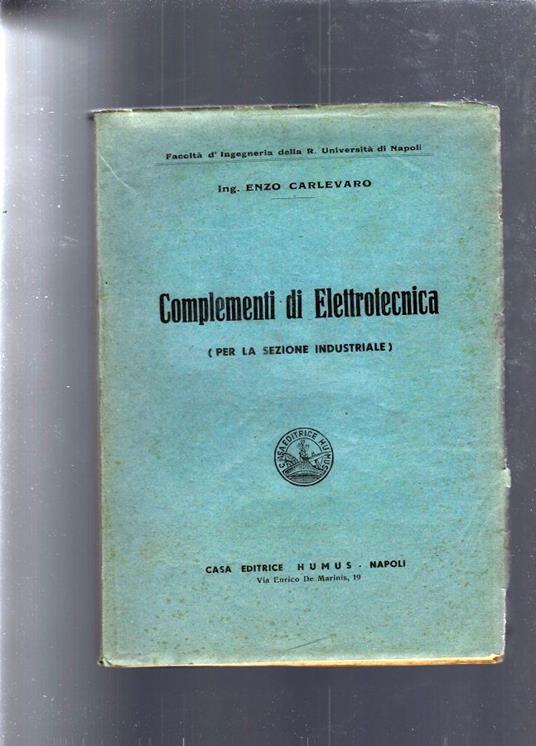 Facoltà d' Ingegneria della R. Università di Napoli
Ing. ENZO CARLEVARO
Complementi di Elettrotecnica
( PER LA SEZIONE INDUSTRIALE )
CASA EDITRICE HUMUS
CASA EDITRICE HUMUS - NAPOLI
Via Enrico De Marinis, 19